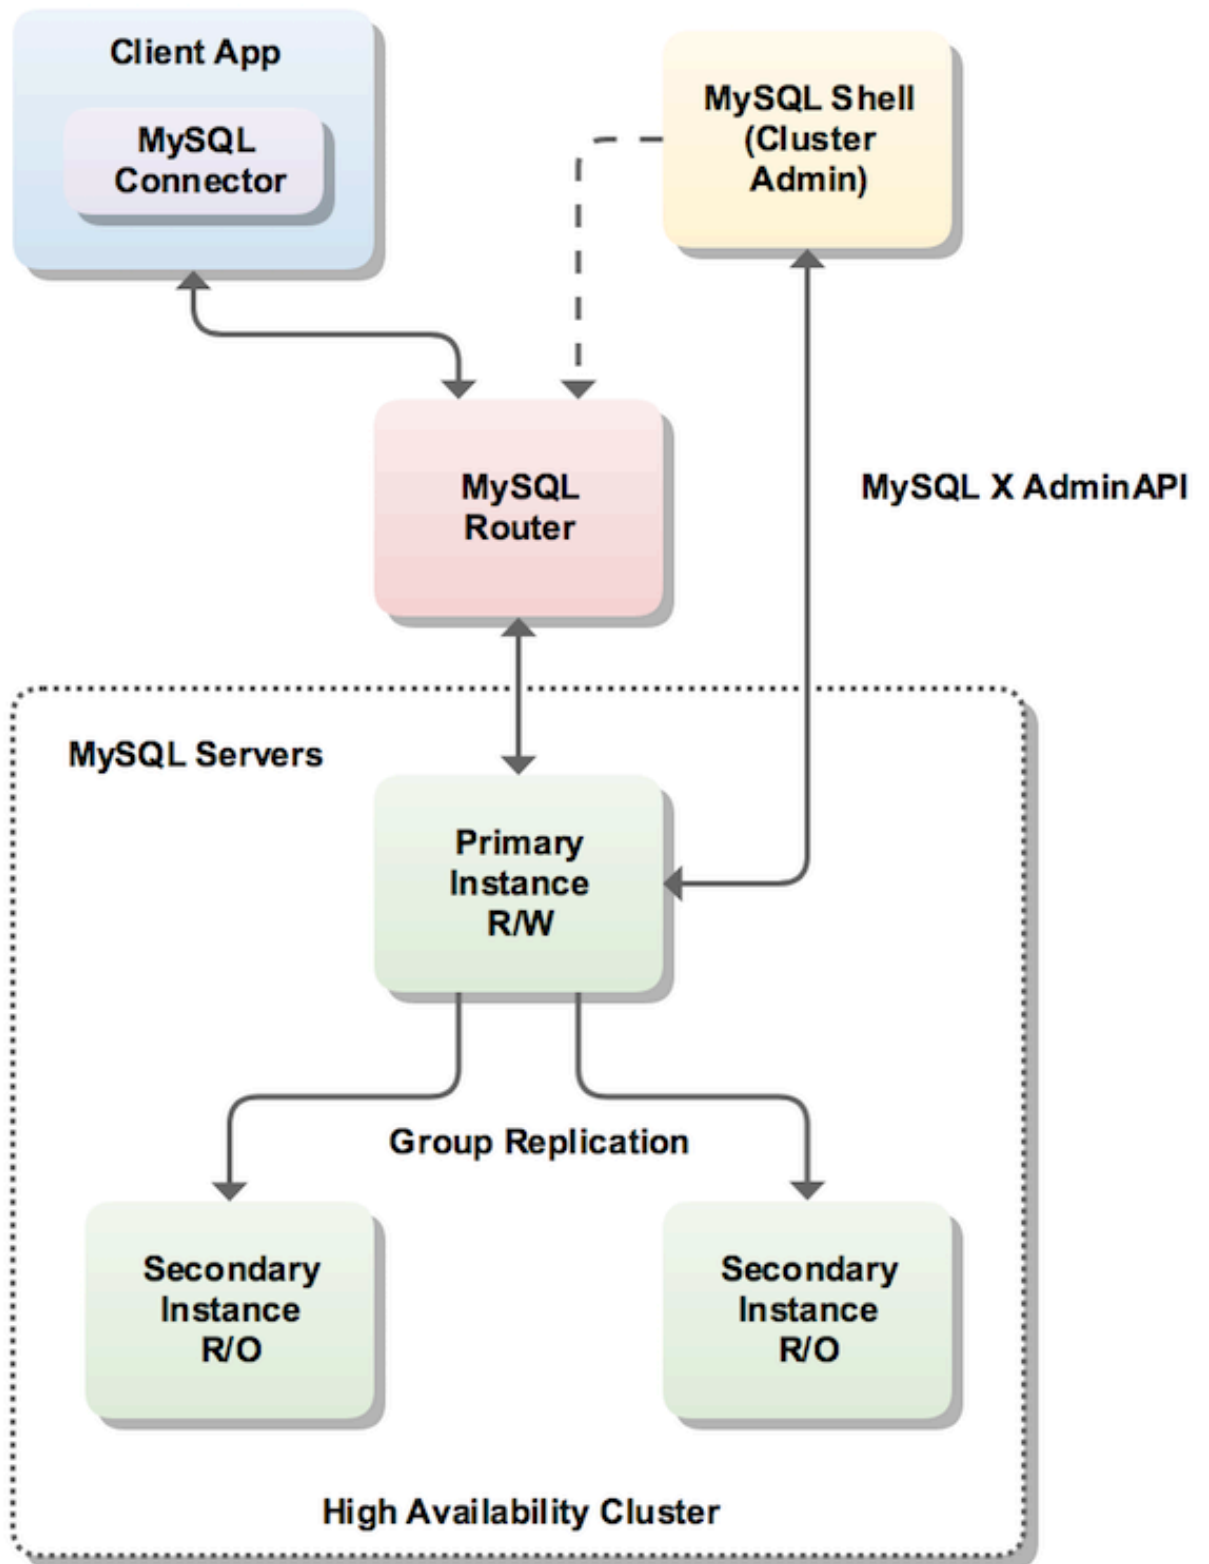 Client App
MySQL
Connector
MySQL Shell
(Cluster
Admin)
MySQL
Router
MySQL X AdminAPI
MySQL Servers
Primary
Instance
R/W
Group Replication
Secondary
Instance
R/O
Secondary
Instance
R/O
High Availability Cluster